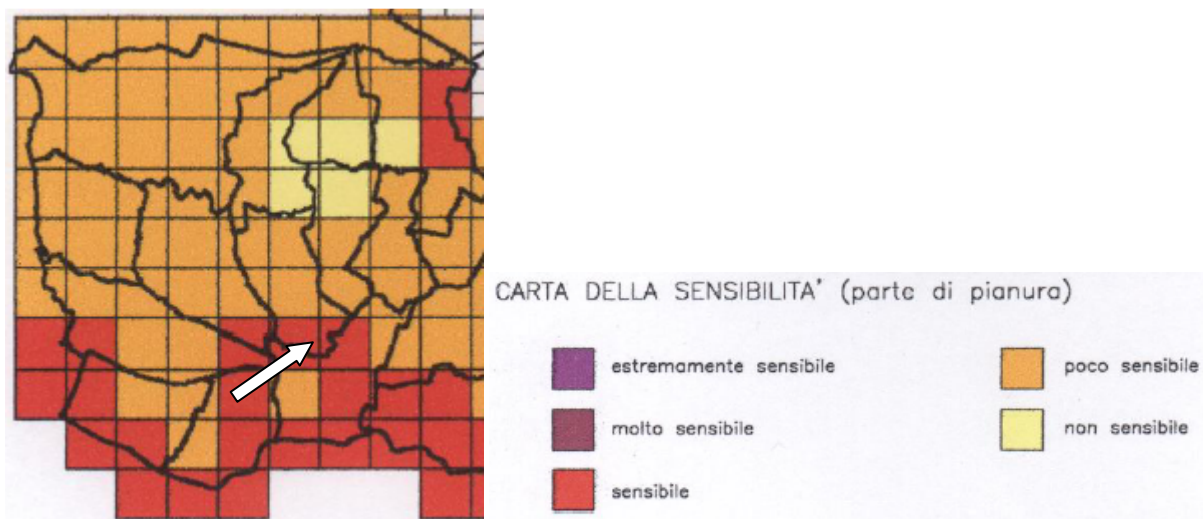 CARTA DELLA SENSIBILITA' (parte di pianura)
estremamente sensibile
molto sensibile
sensibile
poco sensibile
non sensibile